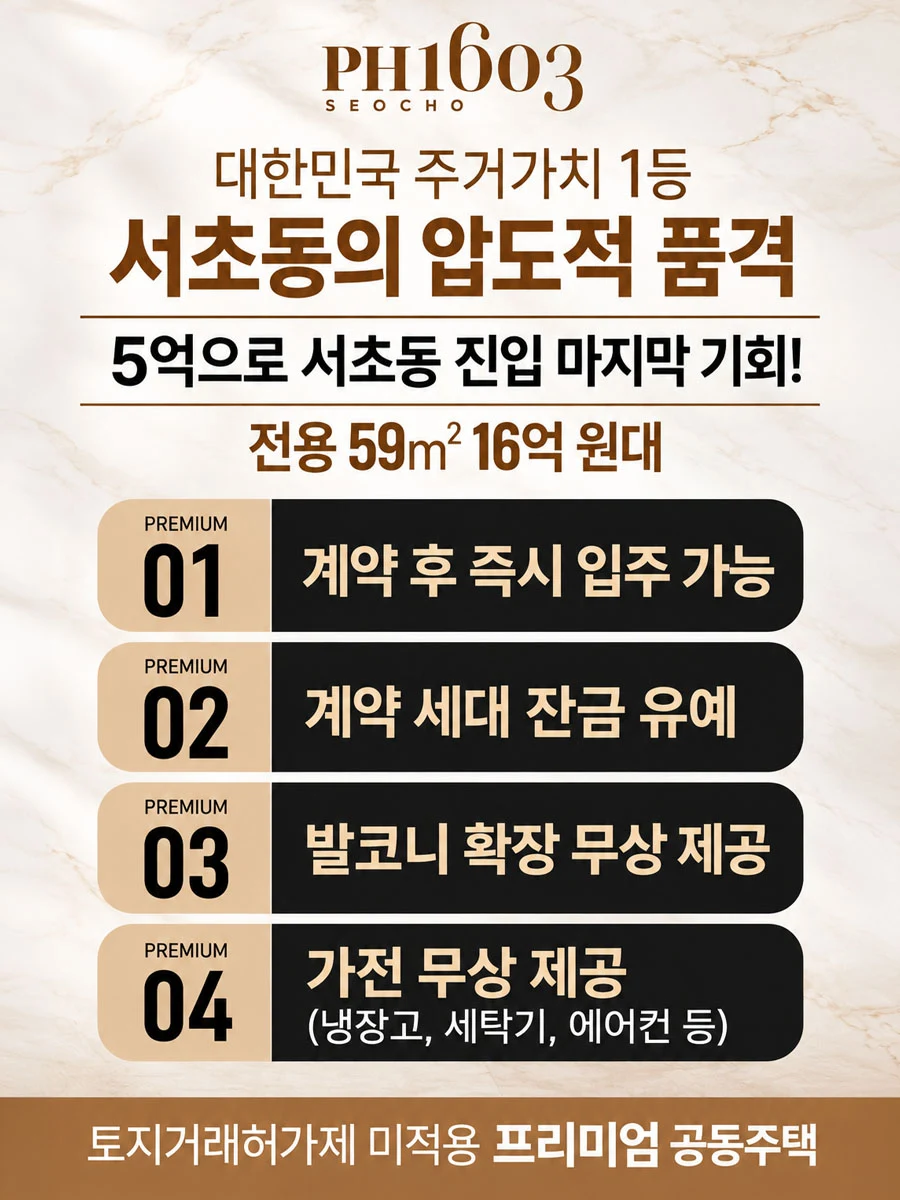 PH1603
SEOCHO
대한민국 주거가치 1등
서초동의 압도적 품격
5억으로 서초동 진입 마지막 기회!
전용 59m² 16억 원대
PREMIUM
01
계약 후 즉시 입주 가능
PREMIUM
02
계약 세대 잔금 유예
PREMIUM
03
발코니 확장 무상 제공
PREMIUM
04
가전 무상 제공
(냉장고, 세탁기, 에어컨 등)
토지거래허가제 미적용 프리미엄 공동주택